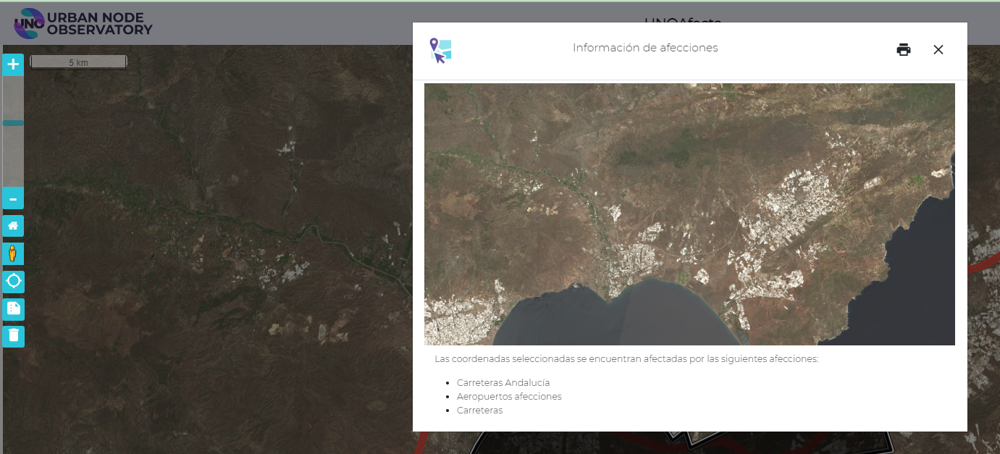 UNO URBAN NODE
OBSERVATORY
UNOAfecta
5 km
Información de afecciones
Las coordenadas seleccionadas se encuentran afectadas por las siguientes afecciones:
Carreteras Andalucía
Aeropuertos afecciones
Carreteras